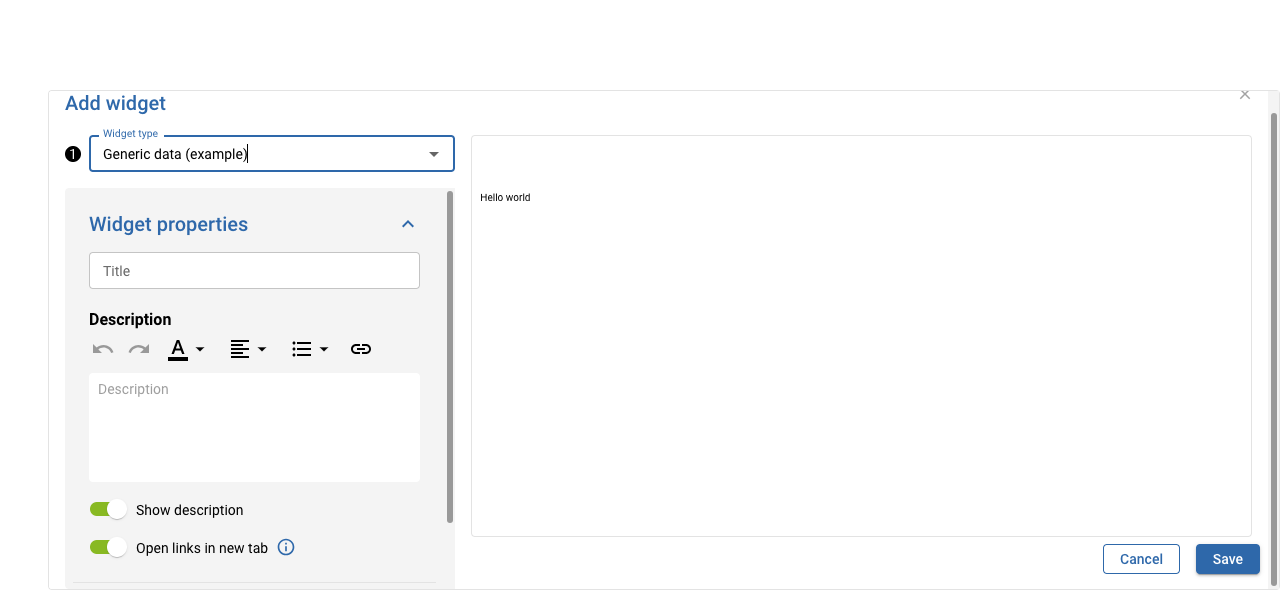 Add widget
×
Widget type
1
Generic data (example)
Hello world
Widget properties
Title
Description
A
Description
Show description
Open links in new tab
Cancel
Save